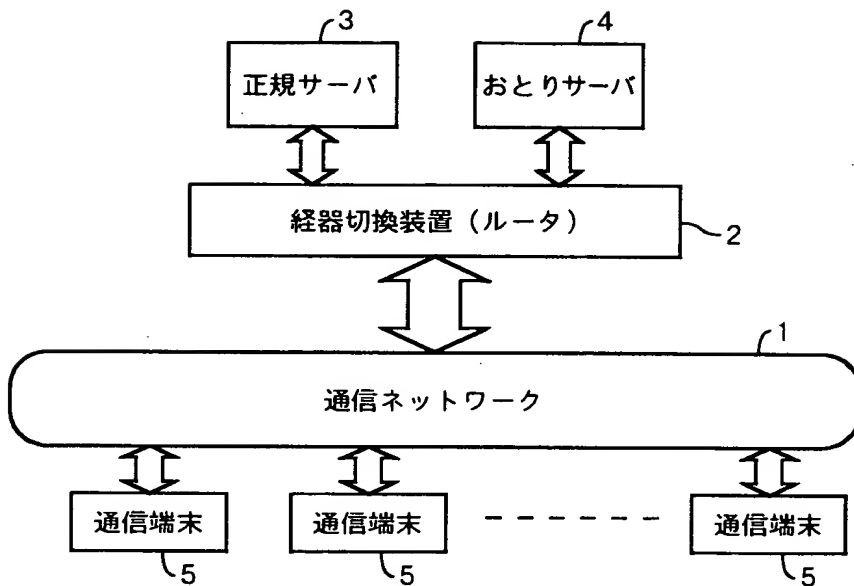 3
4
正規サーバ
おとりサーバ
経器切換装置（ルータ）
2
1
通信ネットワーク
通信端末
通信端末
通信端末
5
5
5